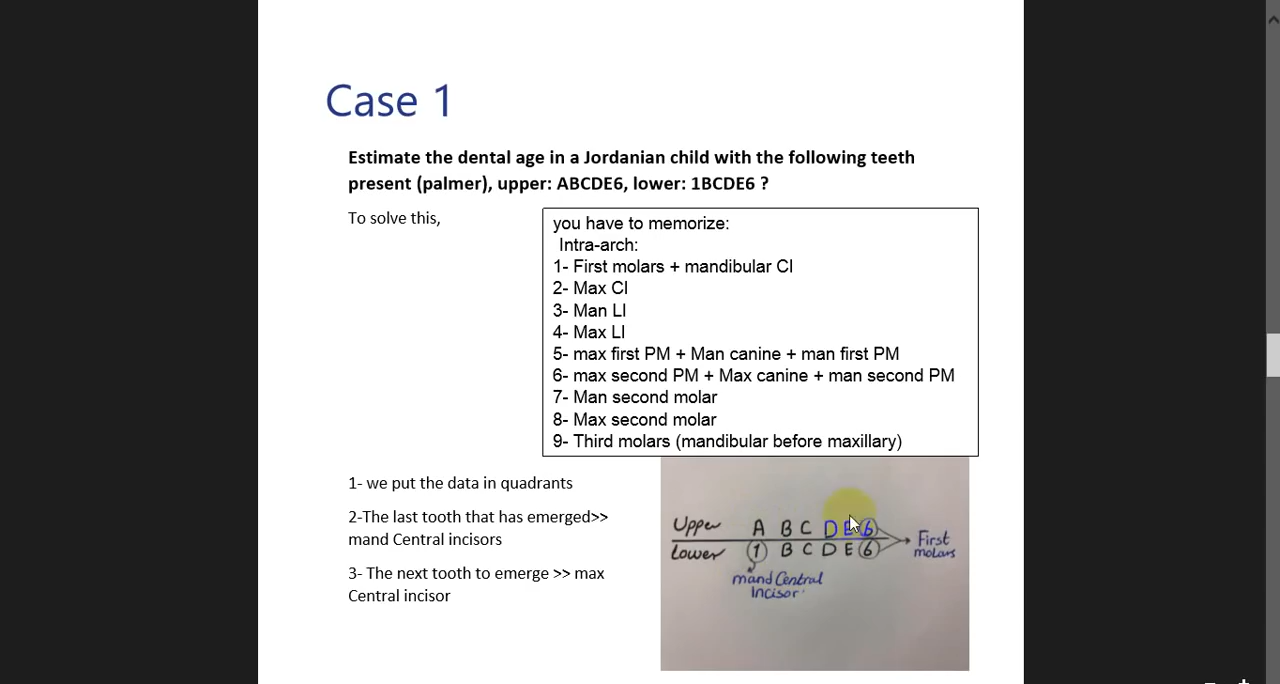 Case 1
Estimate the dental age in a Jordanian child with the following teeth
present (palmer), upper: ABCDE6, lower: 1BCDE6 ?
To solve this,
you have to memorize:
Intra-arch:
1- First molars + mandibular CI
2- Max CI
3- Man LI
4- Max LI
5- max first PM + Man canine + man first PM
6- max second PM + Max canine + man second PM
7- Man second molar
8- Max second molar
9- Third molars (mandibular before maxillary)
1- we put the data in quadrants
2-The last tooth that has emerged>>
mand Central incisors
3- The next tooth to emerge >> max
Central incisor
Upper A B C D E 6
Lower 1 B C D E 6
First
molars
mand Central
Incisor